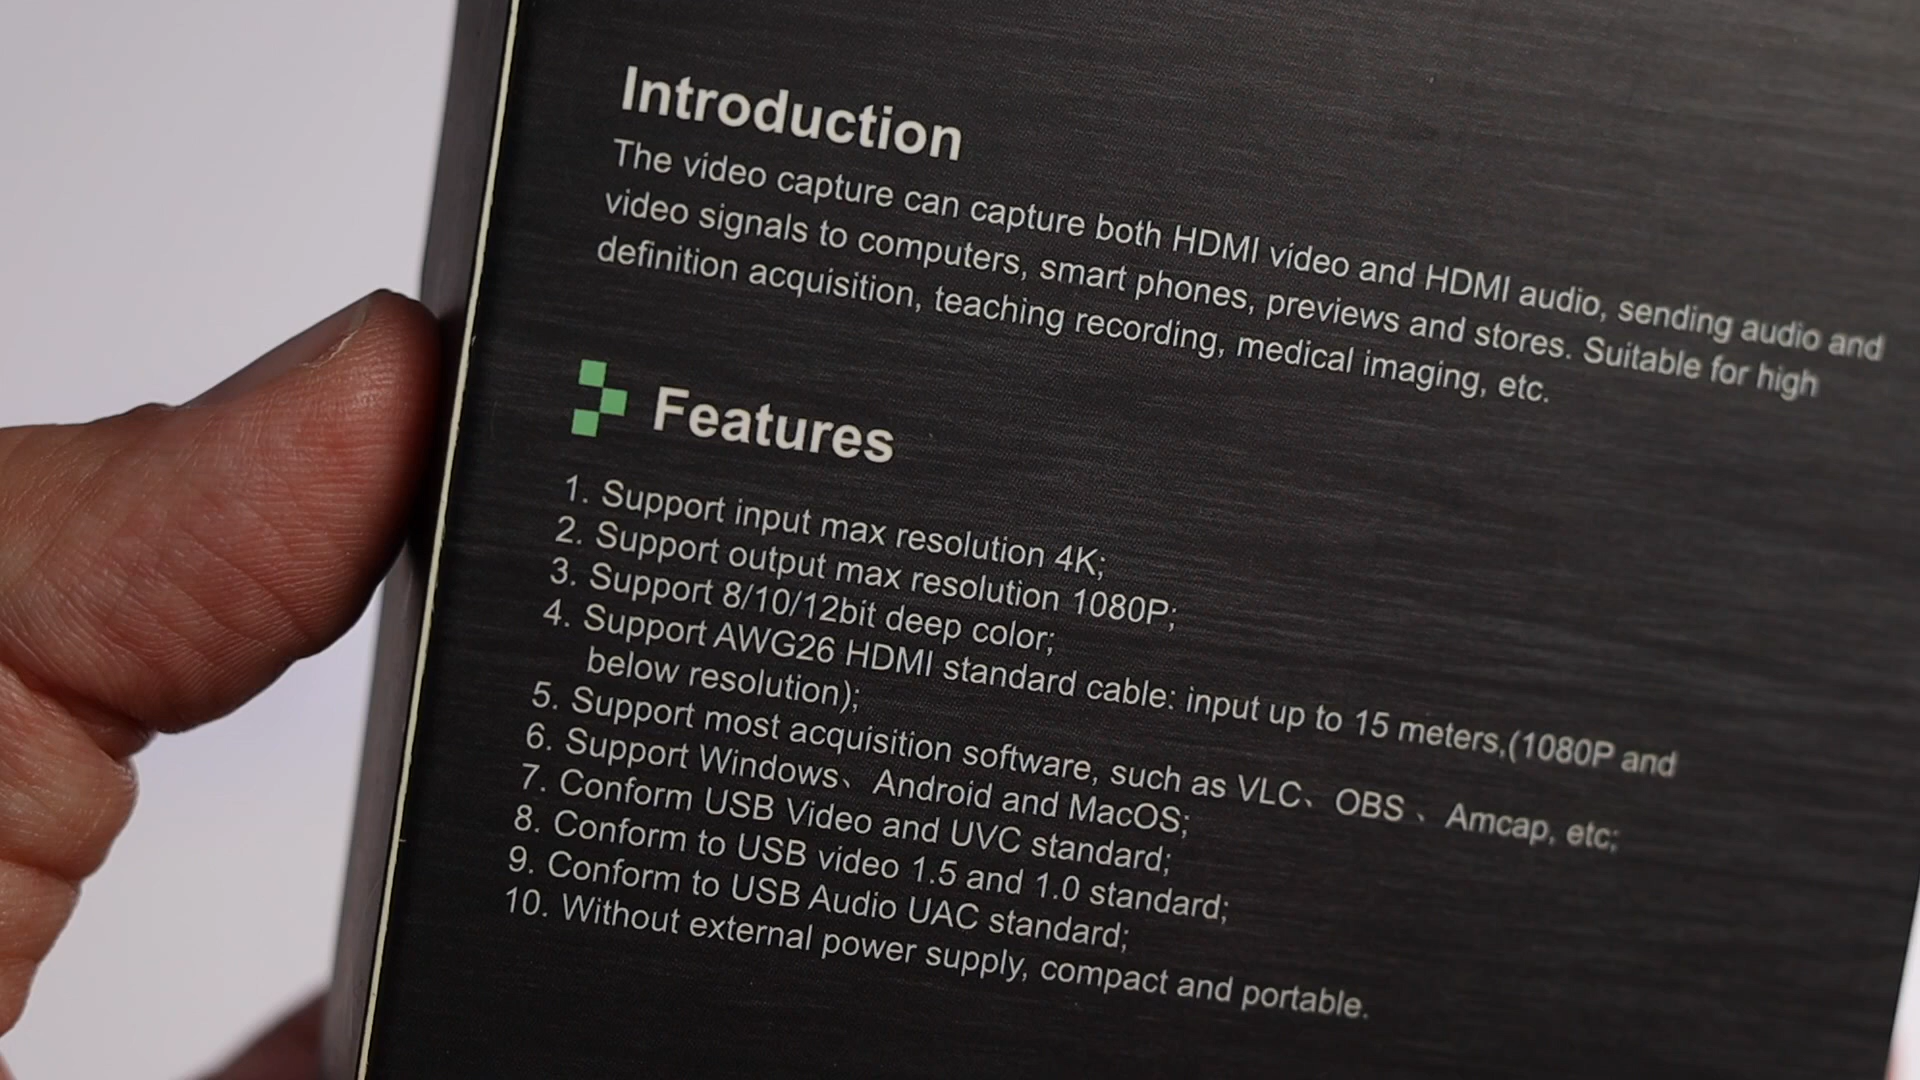 Introduction
The video capture can capture both HDMI video and HDMI audio, sending audio and
video signals to computers, smart phones, previews and stores. Suitable for high
definition acquisition, teaching recording, medical imaging, etc.
Features
1. Support input max resolution 4K;
2. Support output max resolution 1080P;
3. Support 8/10/12bit deep color;
4. Support AWG26 HDMI standard cable: input up to 15 meters,(1080P and
below resolution);
5. Support most acquisition software, such as VLC、OBS 、Amcap, etc;
6. Support Windows、Android and MacOS;
7. Conform USB Video and UVC standard;
8. Conform to USB video 1.5 and 1.0 standard;
9. Conform to USB Audio UAC standard;
10. Without external power supply, compact and portable.